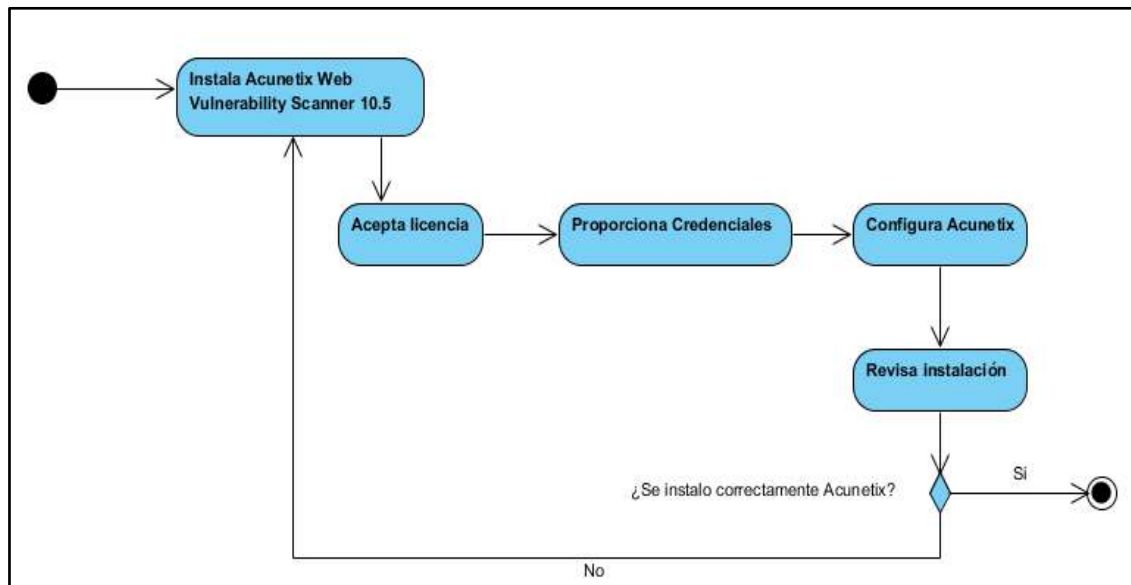 Instala Acunetix Web
Vulnerability Scanner 10.5
Acepta licencia
Proporciona Credenciales
Configura Acunetix
Revisa instalación
¿Se instalo correctamente Acunetix?
Si
No